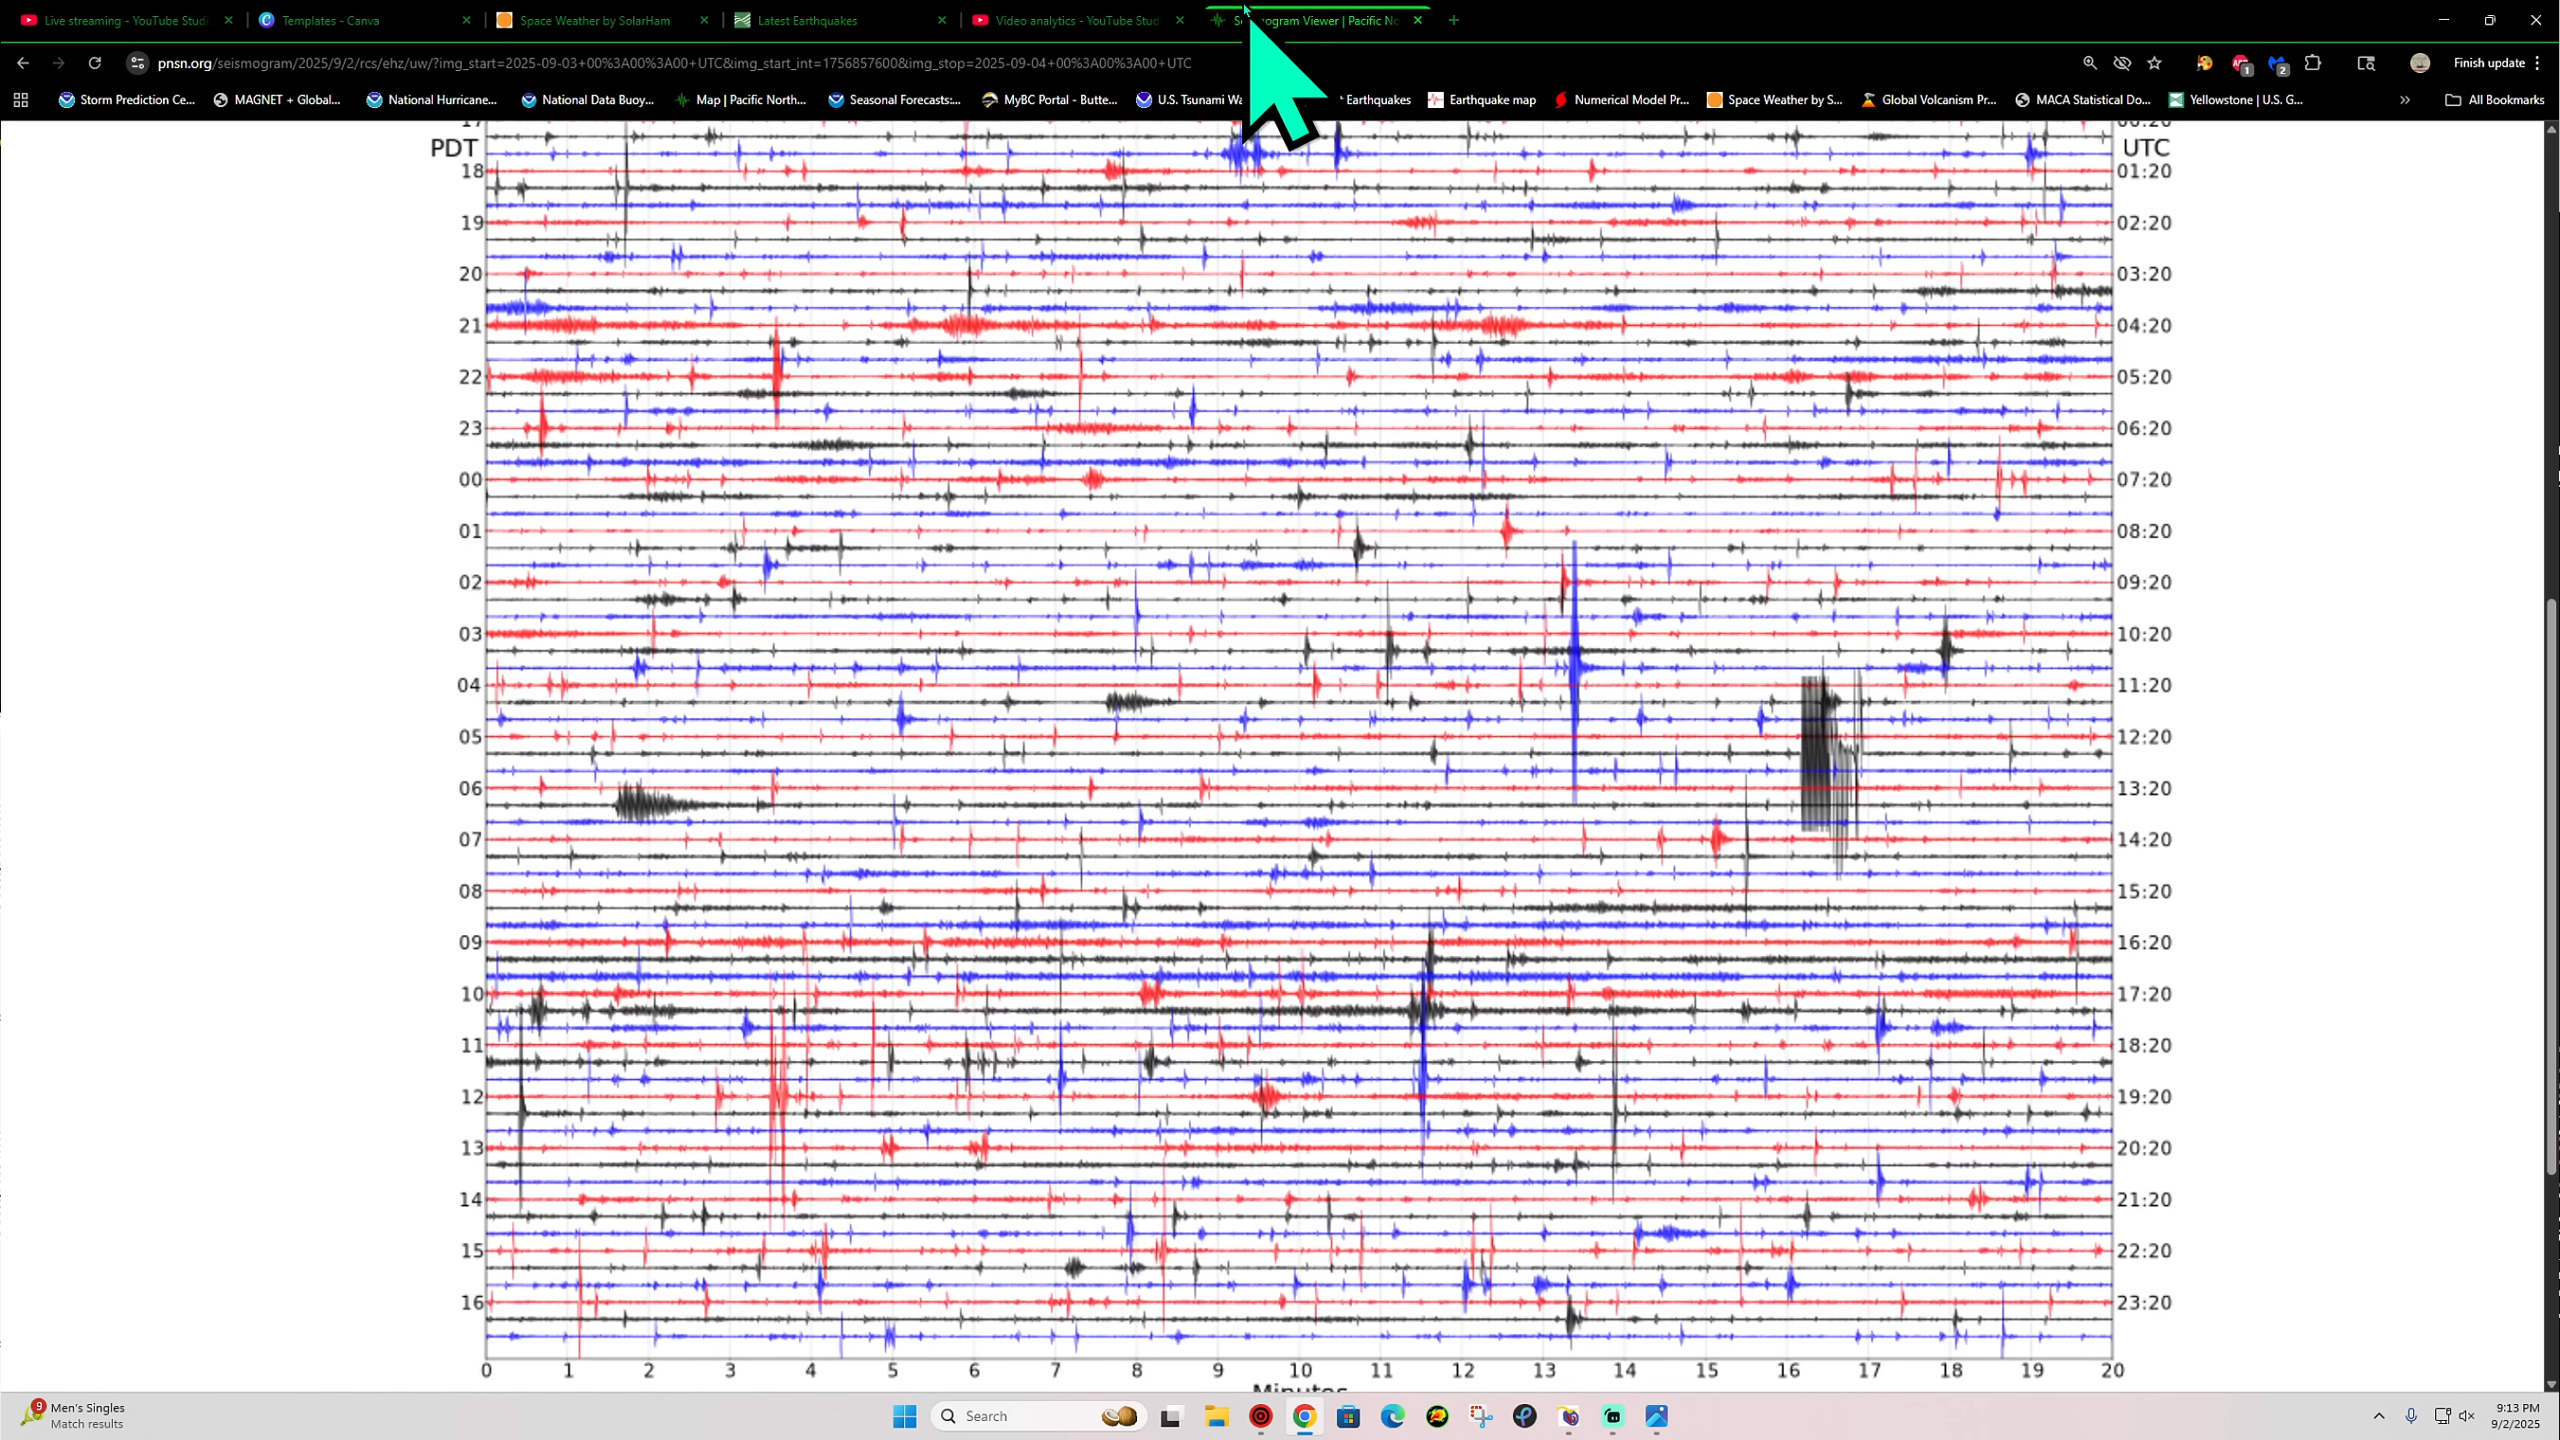 Live streaming - YouTube Studi
Templates - Canva
Space Weather by SolarHam
Latest Earthquakes
Video analytics - YouTube Studi
ogram Viewer | Pacific No
pnsn.org/seismogram/2025/9/2/rcs/ehz/uw/?img_start=2025-09-03+00%3A00%3A00+UTC&img_start_int=1756857600&img_stop=2025-09-04+00%3A00%3A00+UTC
1
2
Finish update
Storm Prediction Ce...
MAGNET + Global...
National Hurricane...
National Data Buoy...
Map | Pacific North...
Seasonal Forecasts:...
MyBC Portal - Butte...
U.S. Tsunami Wa
Earthquakes
Earthquake map
Numerical Model Pr...
Space Weather by S...
Global Volcanism Pr...
MACA Statistical Do...
Yellowstone | U.S. G...
All Bookmarks
17 00:20
PDT UTC
18 01:20
19 02:20
20 03:20
21 04:20
22 05:20
23 06:20
00 07:20
01 08:20
02 09:20
03 10:20
04 11:20
05 12:20
06 13:20
07 14:20
08 15:20
09 16:20
10 17:20
11 18:20
12 19:20
13 20:20
14 21:20
15 22:20
16 23:20
0 1 2 3 4 5 6 7 8 9 10 11 12 13 14 15 16 17 18 19 20
Minutes
9
Men's Singles
Match results
Search
9:13 PM
9/2/2025